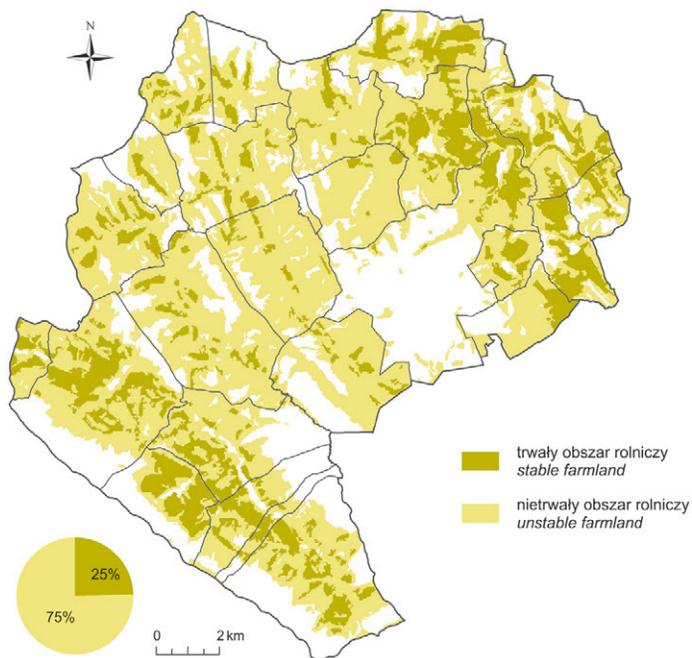 N
trwały obszar rolniczy
stable farmland
nietrwały obszar rolniczy
unstable farmland
25%
75%
0 2 km